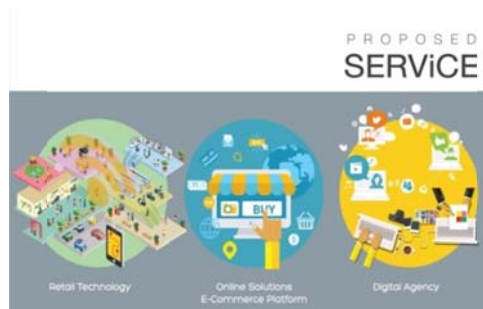 PROPOSED
SERViCE
BUY
Retail Technology
Online Solutions
E-Commerce Platform
Digital Agency